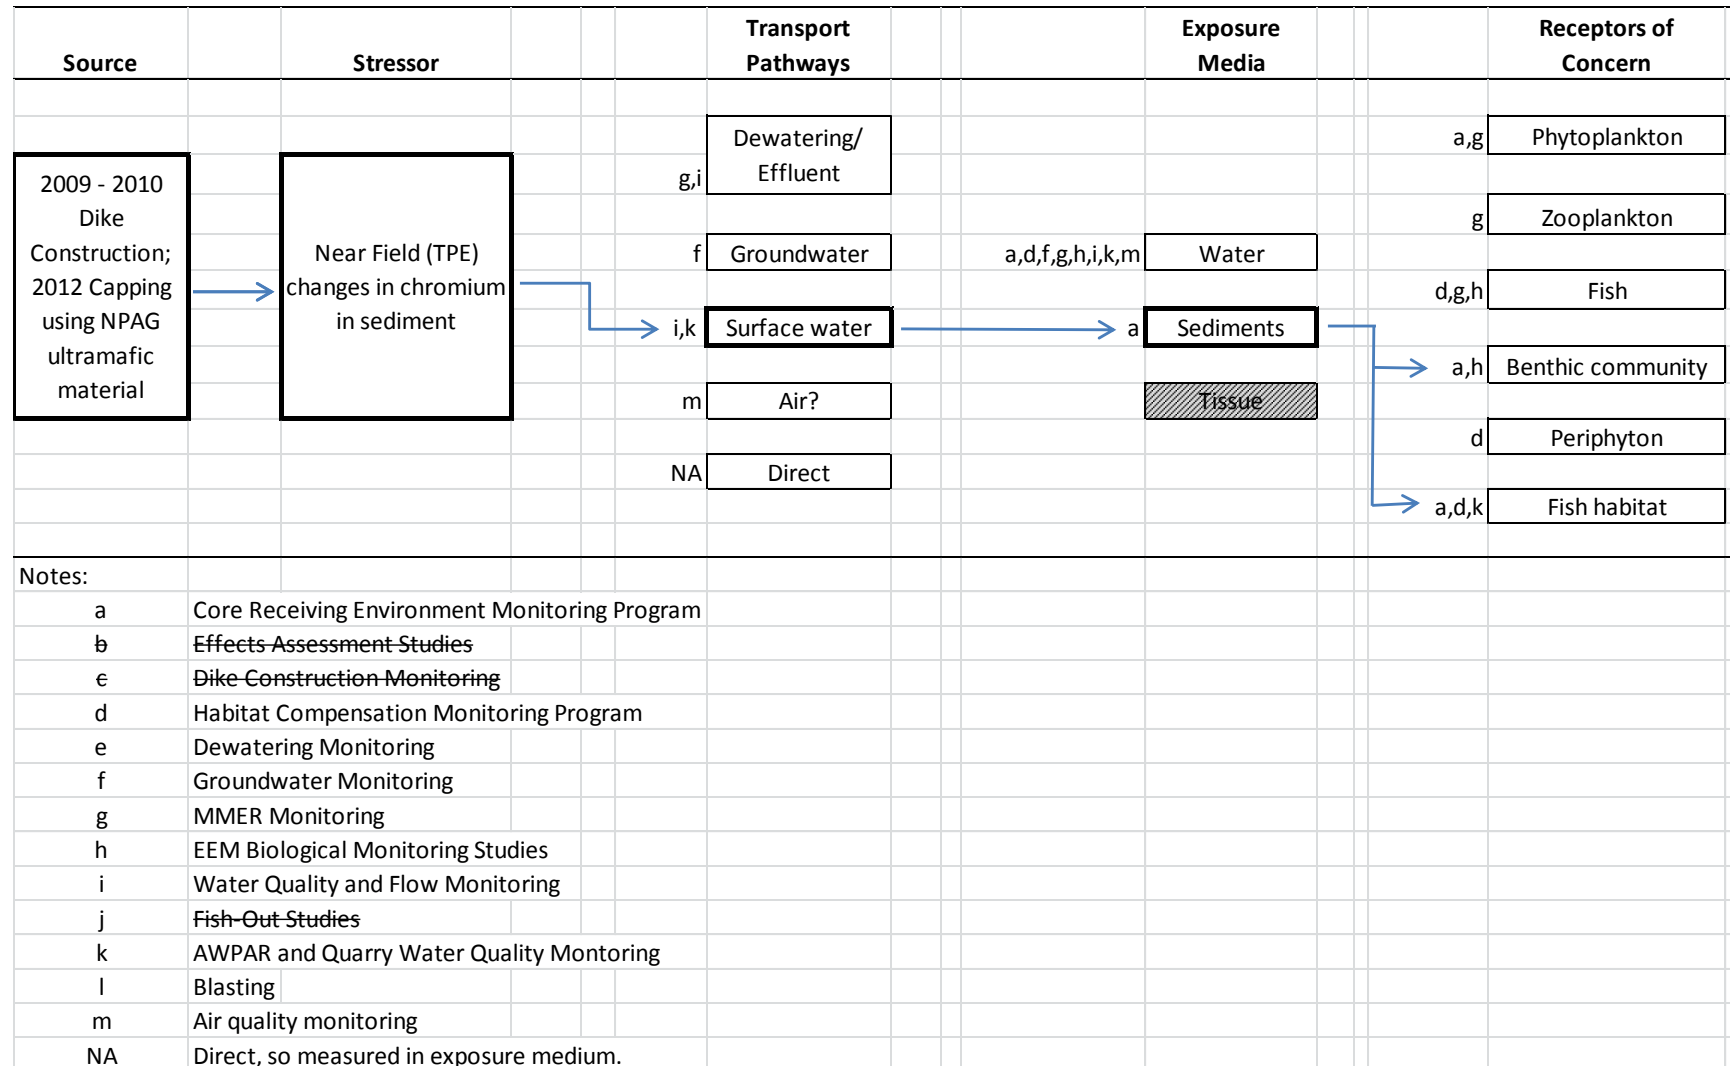 Source
Stressor
Transport
Pathways
Exposure
Media
Receptors of
Concern
2009 - 2010
Dike
Construction;
2012 Capping
using NPAG
ultramafic
material
Near Field (TPE)
changes in chromium
in sediment
g,i
Dewatering/
Effluent
f
Groundwater
i,k
Surface water
m
Air?
NA
Direct
a,d,f,g,h,i,k,m
Water
a
Sediments
Tissue
a,g
Phytoplankton
g
Zooplankton
d,g,h
Fish
a,h
Benthic community
d
Periphyton
a,d,k
Fish habitat
Notes:
a Core Receiving Environment Monitoring Program
b Effects Assessment Studies
c Dike Construction Monitoring
d Habitat Compensation Monitoring Program
e Dewatering Monitoring
f Groundwater Monitoring
g MMER Monitoring
h EEM Biological Monitoring Studies
i Water Quality and Flow Monitoring
j Fish-Out Studies
k AWPAR and Quarry Water Quality Montoring
l Blasting
m Air quality monitoring
NA Direct, so measured in exposure medium.